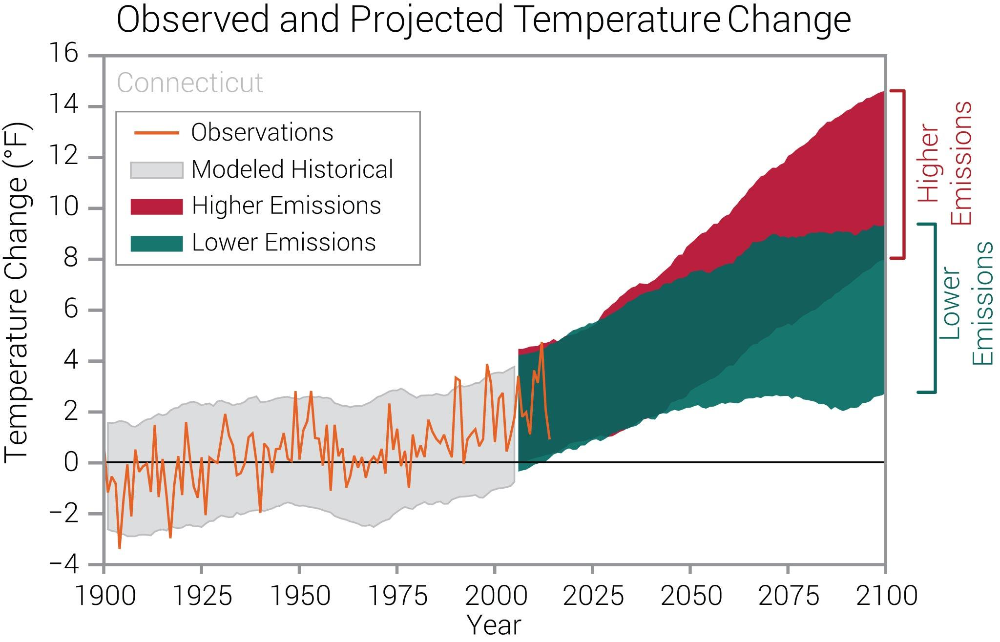 Observed and Projected Temperature Change
Connecticut
Observations
Modeled Historical
Higher Emissions
Lower Emissions
Temperature Change (°F)
16
14
12
10
8
6
4
2
0
−2
−4
1900 1925 1950 1975 2000 2025 2050 2075 2100
Year
Higher
Emissions
Lower
Emissions